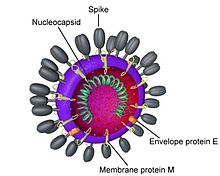 Spike
Nucleocapsid
Envelope protein E
Membrane protein M